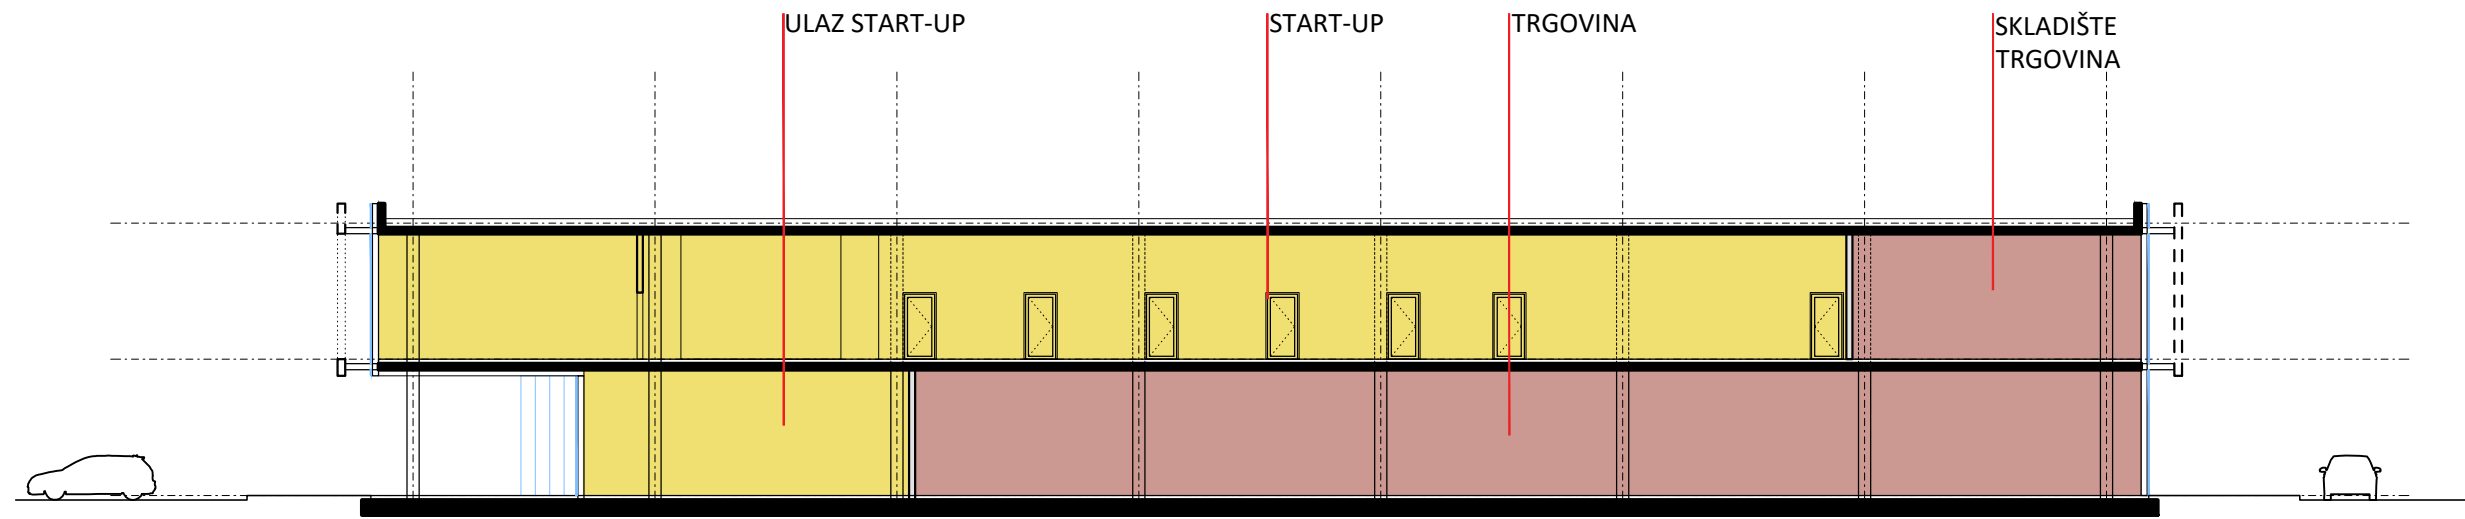 ULAZ START-UP
START-UP
TRGOVINA
SKLADIŠTE
TRGOVINA